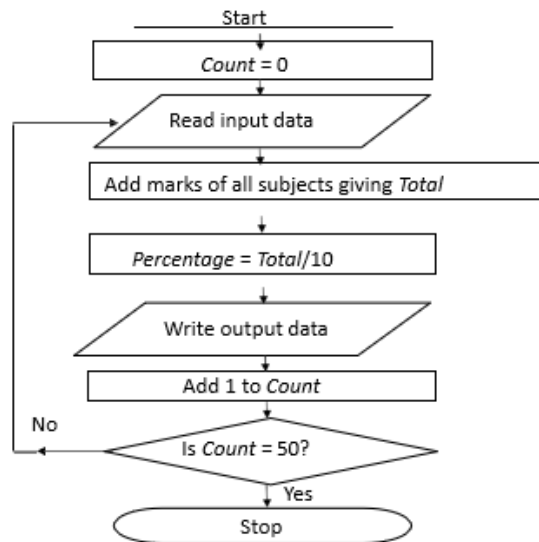 Start
Count = 0
Read input data
Add marks of all subjects giving Total
Percentage = Total/10
Write output data
Add 1 to Count
No
Is Count = 50?
Yes
Stop